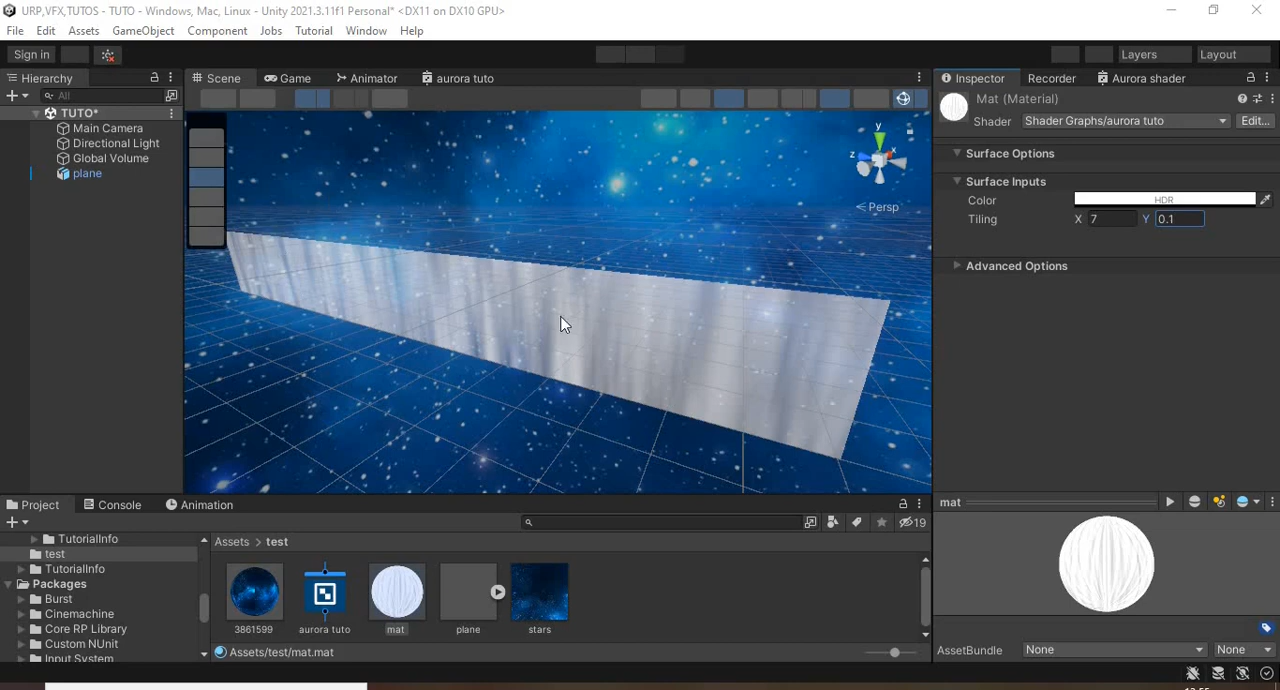 URP,VFX,TUTOS - TUTO - Windows, Mac, Linux - Unity 2021.3.11f1 Personal* <DX11 on DX10 GPU>
File Edit Assets GameObject Component Jobs Tutorial Window Help
Sign in Layers Layout
Hierarchy Scene Game Animator aurora tuto Inspector Recorder Aurora shader
All
Mat (Material)
Shader Shader Graphs/aurora tuto Edit...
TUTO*
Main Camera
Directional Light
Global Volume
plane
y
z x
Persp
Surface Options
Surface Inputs
Color HDR
Tiling X 7 Y 0.1
Advanced Options
Project Console Animation
19
mat
TutorialInfo
test
TutorialInfo
Packages
Burst
Cinemachine
Core RP Library
Custom NUnit
Input System
Assets > test
3861599 aurora tuto mat plane stars
Assets/test/mat.mat
AssetBundle None None